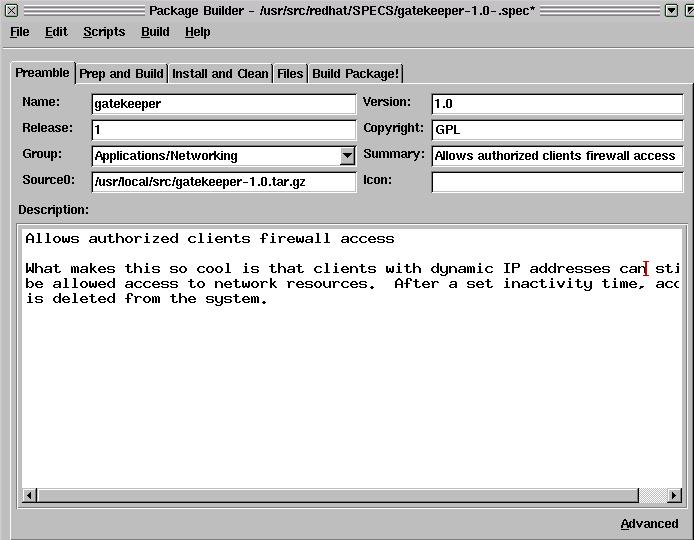 Package Builder - /usr/src/redhat/SPECS/gatekeeper-1.0-.spec*
File Edit Scripts Build Help
Preamble Prep and Build Install and Clean Files Build Package!
Name: gatekeeper Version: 1.0
Release: 1 Copyright: GPL
Group: Applications/Networking Summary: Allows authorized clients firewall access
Source0: /usr/local/src/gatekeeper-1.0.tar.gz Icon:
Description:
Allows authorized clients firewall access
What makes this so cool is that clients with dynamic IP addresses can sti
be allowed access to network resources.  After a set inactivity time, acc
is deleted from the system.
Advanced